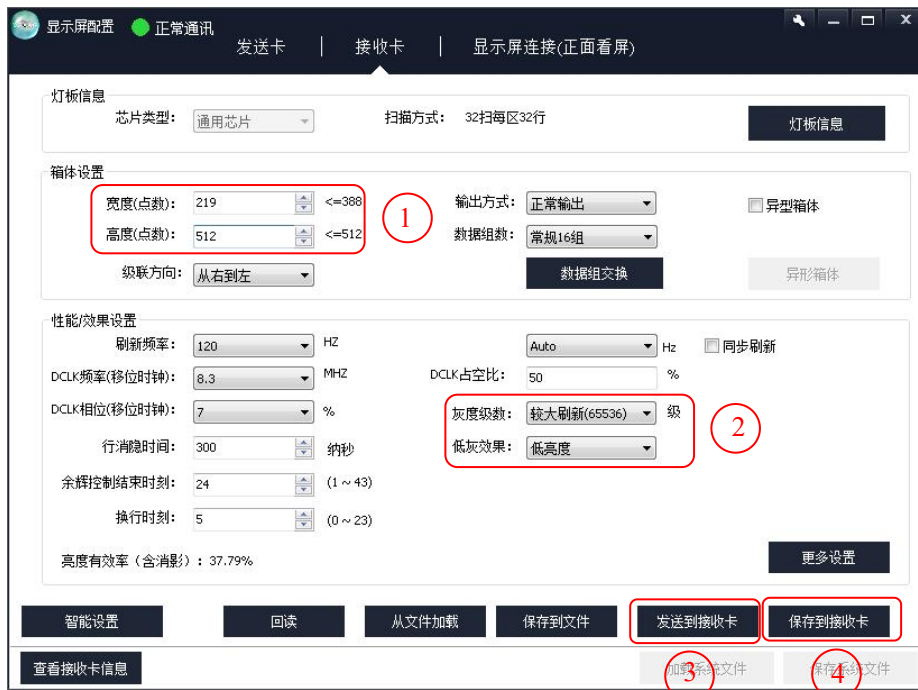 显示屏配置 正常通讯
发送卡 | 接收卡 | 显示屏连接(正面看屏)
灯板信息
芯片类型: 通用芯片 扫描方式: 32扫每区32行 灯板信息
箱体设置
宽度(点数): 219 <=388 输出方式: 正常输出 异型箱体
1
高度(点数): 512 <=512 数据组数: 常规16组
级联方向: 从右到左 数据组交换 异形箱体
性能/效果设置
刷新频率: 120 HZ Auto Hz 同步刷新
DCLK频率(移位时钟): 8.3 MHZ DCLK占空比: 50 %
DCLK相位(移位时钟): 7 % 灰度级数: 较大刷新(65536) 级
2
行消隐时间: 300 纳秒 低灰效果: 低亮度
余辉控制结束时刻: 24 (1～43)
换行时刻: 5 (0～23)
亮度有效率（含消影）: 37.79% 更多设置
智能设置 回读 从文件加载 保存到文件 发送到接收卡 保存到接收卡
查看接收卡信息 加载系统文件 保存系统文件
3 4